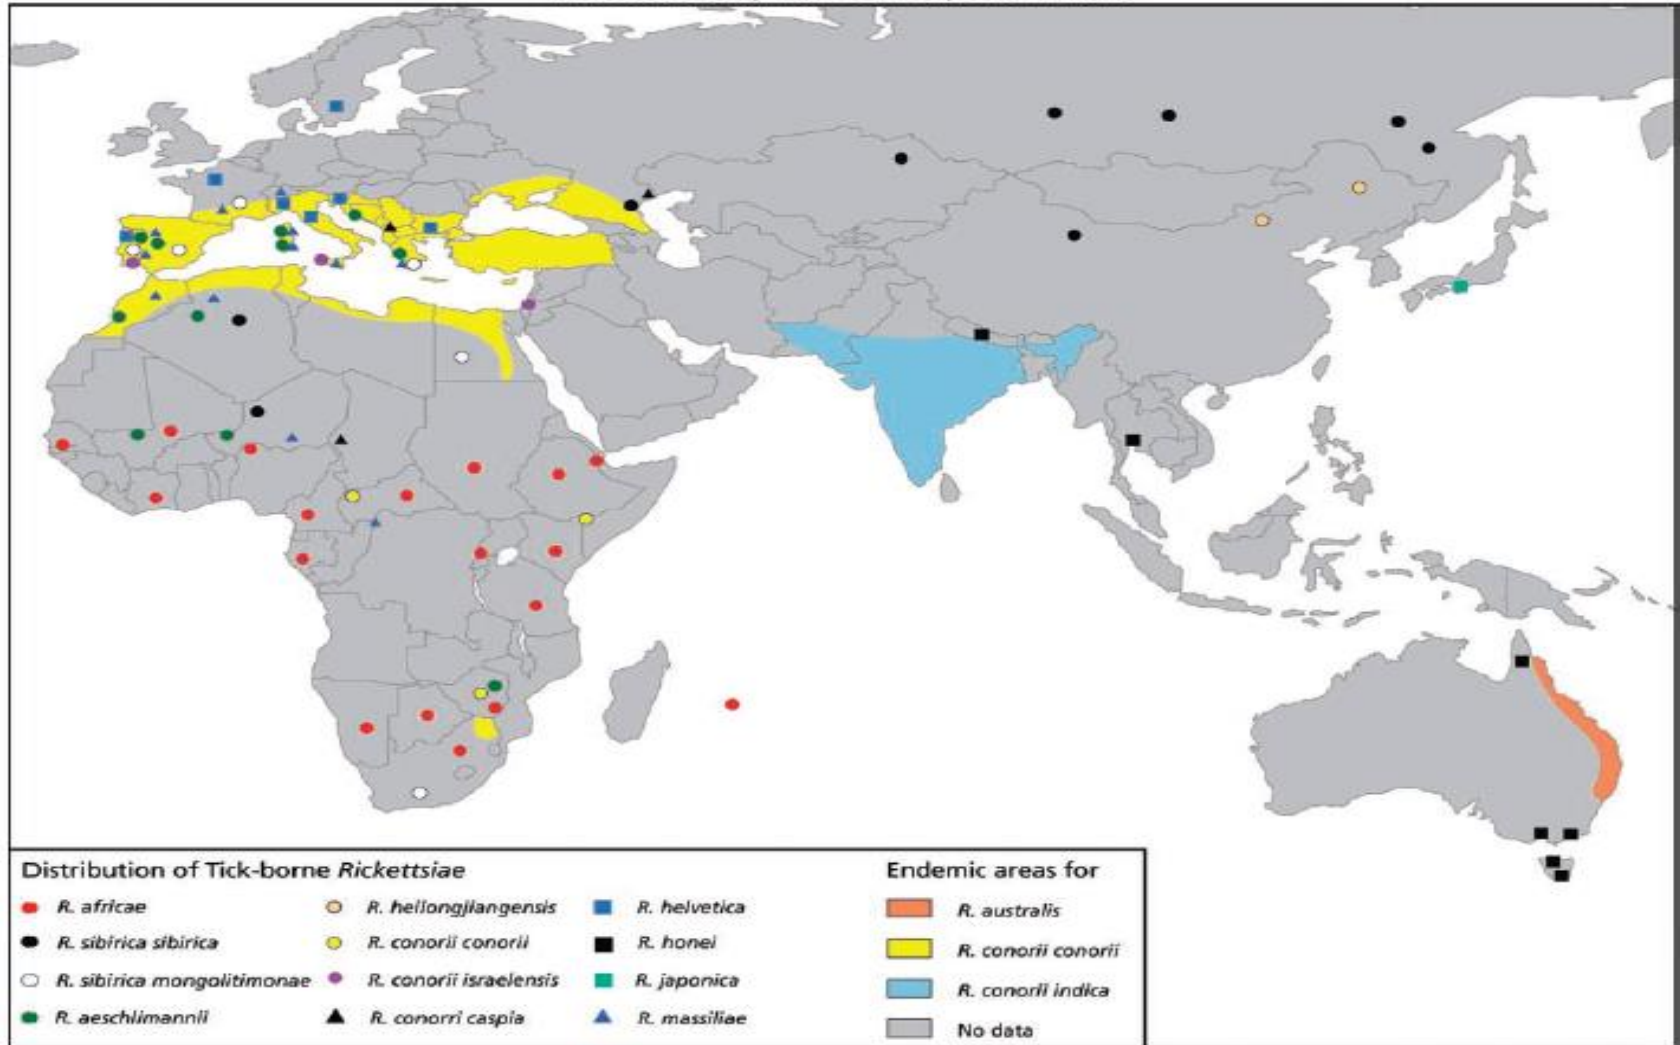 Distribution of Tick-borne Rickettsiae
R. africae
R. sibirica sibirica
R. sibirica mongolitimonae
R. aeschlimannii
R. heilongjiangensis
R. conorii conorii
R. conorii israelensis
R. conorri caspia
R. helvetica
R. honei
R. japonica
R. massiliae
Endemic areas for
R. australis
R. conorii conorii
R. conorii indica
No data